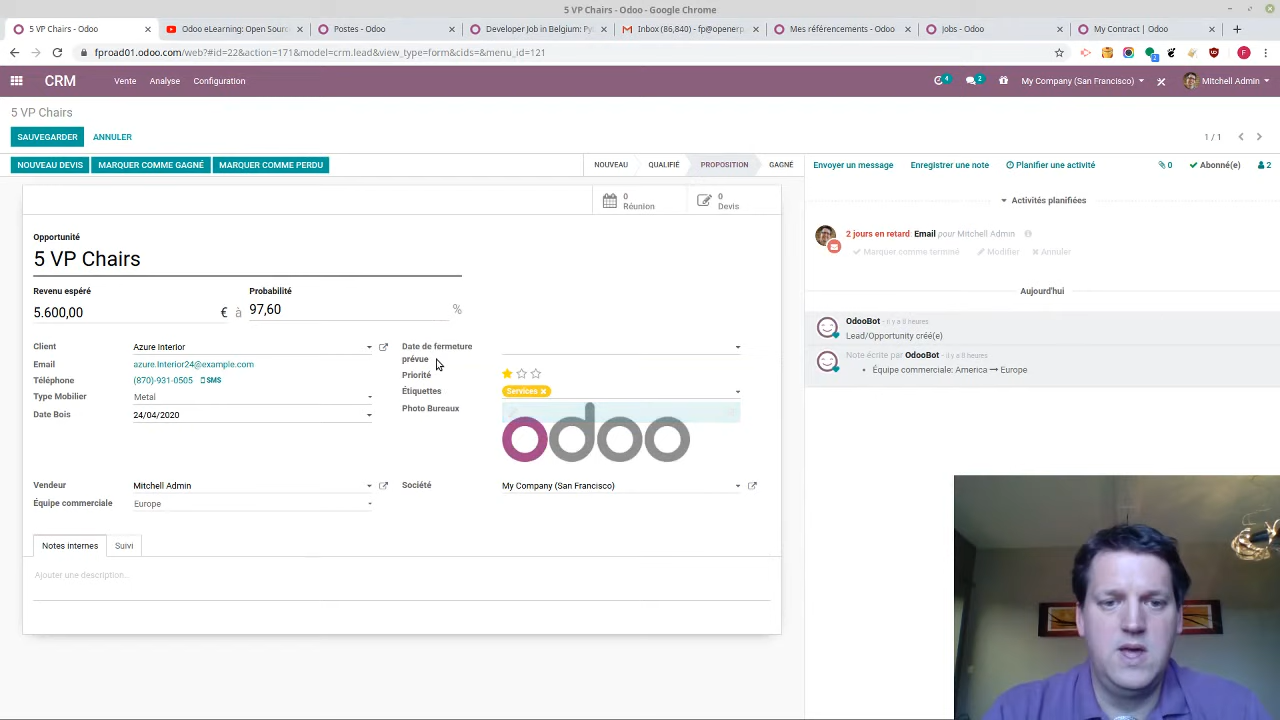 5 VP Chairs - Odoo - Google Chrome
5 VP Chairs - Odoo
Odoo eLearning: Open Sourc
Postes - Odoo
Developer Job in Belgium: Py
Inbox (86,840) - fp@openerp
Mes référencements - Odoo
Jobs - Odoo
My Contract | Odoo
fproad01.odoo.com/web?#id=22&action=171&model=crm.lead&view_type=form&cids=&menu_id=121
CRM
Vente
Analyse
Configuration
4
2
My Company (San Francisco)
Mitchell Admin
5 VP Chairs
SAUVEGARDER
ANNULER
1 / 1
NOUVEAU DEVIS
MARQUER COMME GAGNÉ
MARQUER COMME PERDU
NOUVEAU
QUALIFIÉ
PROPOSITION
GAGNÉ
Envoyer un message
Enregistrer une note
Planifier une activité
0
Abonné(e)
2
0
Réunion
0
Devis
Activités planifiées
2 jours en retard: Email pour Mitchell Admin
Marquer comme terminé
Modifier
Annuler
Aujourd'hui
OdooBot - il y a 8 heures
Lead/Opportunity créé(e)
Note écrite par OdooBot - il y a 8 heures
Équipe commerciale: America → Europe
Opportunité
5 VP Chairs
Revenu espéré
Probabilité
5.600,00
€
à
97,60
%
Client
Azure Interior
Email
azure.Interior24@example.com
Téléphone
(870)-931-0505
SMS
Type Mobilier
Metal
Date Bois
24/04/2020
Date de fermeture
prévue
Priorité
Étiquettes
Services ×
Photo Bureaux
odoo
Vendeur
Mitchell Admin
Équipe commerciale
Europe
Société
My Company (San Francisco)
Notes internes
Suivi
Ajouter une description...